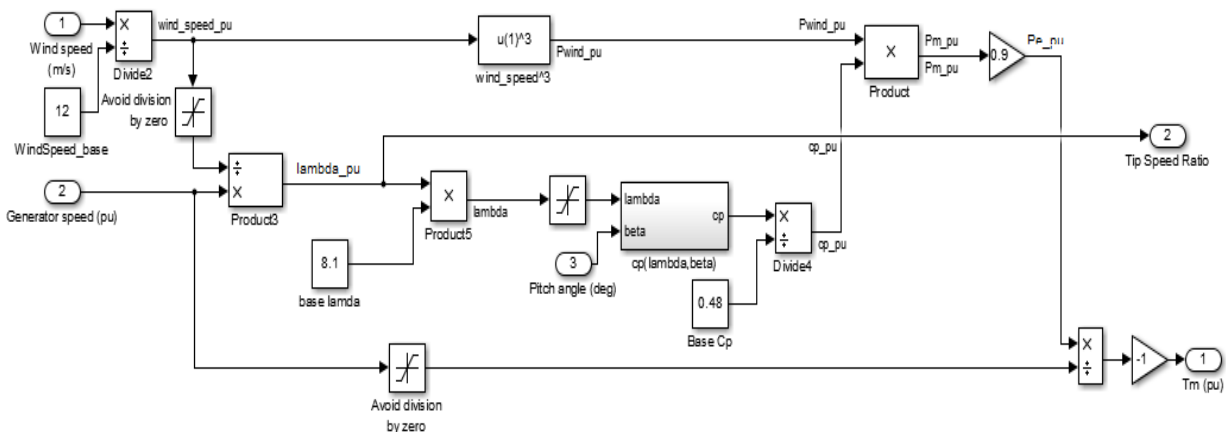 1
Wind speed
(m/s)
×
÷
Divide2
wind_speed_pu
12
WindSpeed_base
Avoid division
by zero
u(1)^3
wind_speed^3
Pwind_pu
Pwind_pu
×
Product
Pm_pu
Pm_pu
0.9
Pe_pu
2
Generator speed (pu)
÷
×
Product3
lambda_pu
2
Tip Speed Ratio
cp_pu
×
Product5
lambda
8.1
base lamda
lambda
beta
cp
cp(lambda,beta)
3
Pitch angle (deg)
×
÷
Divide4
cp_pu
0.48
Base Cp
Avoid division
by zero
×
÷
-1
1
Tm (pu)